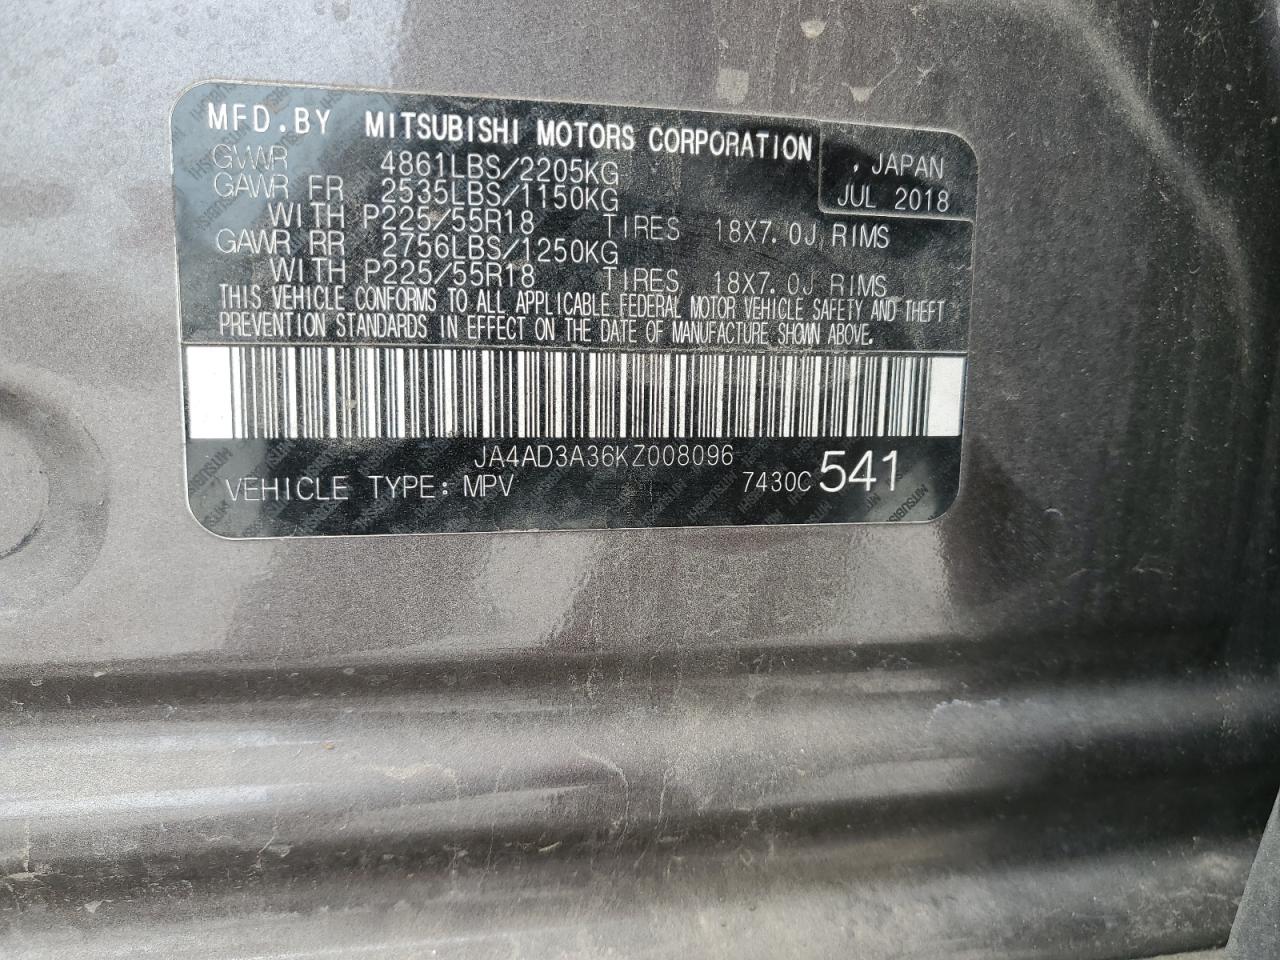 MFD.BY MITSUBISHI MOTORS CORPORATION , JAPAN
JUL 2018
GVWR 4861LBS/2205KG
GAWR FR 2535LBS/1150KG
WITH P225/55R18 TIRES 18X7.0J RIMS
GAWR RR 2756LBS/1250KG
WITH P225/55R18 TIRES 18X7.0J RIMS
THIS VEHICLE CONFORMS TO ALL APPLICABLE FEDERAL MOTOR VEHICLE SAFETY AND THEFT
PREVENTION STANDARDS IN EFFECT ON THE DATE OF MANUFACTURE SHOWN ABOVE.
JA4AD3A36KZ008096
VEHICLE TYPE: MPV 7430C 541